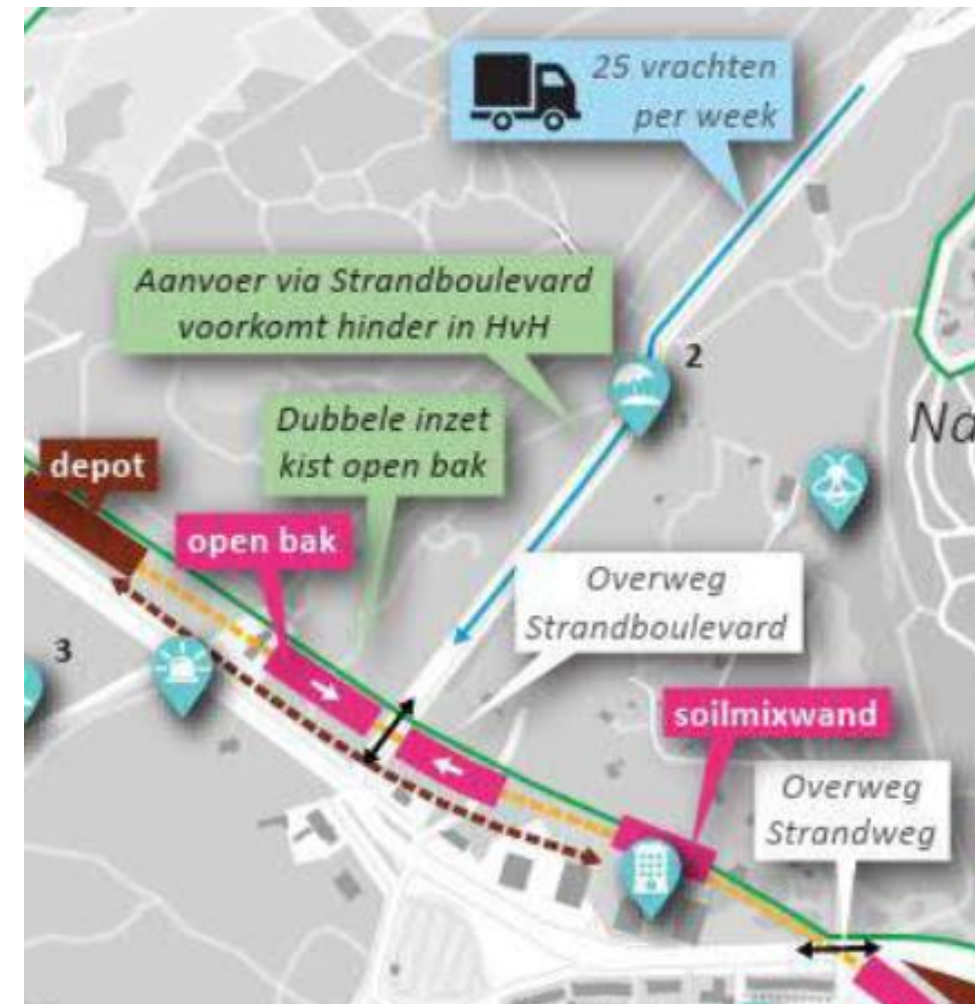 25 vrachten
per week
Aanvoer via Strandboulevard
voorkomt hinder in HvH
2
Dubbele inzet
kist open bak
Na
depot
open bak
Overweg
Strandboulevard
3
soilmixwand
Overweg
Strandweg